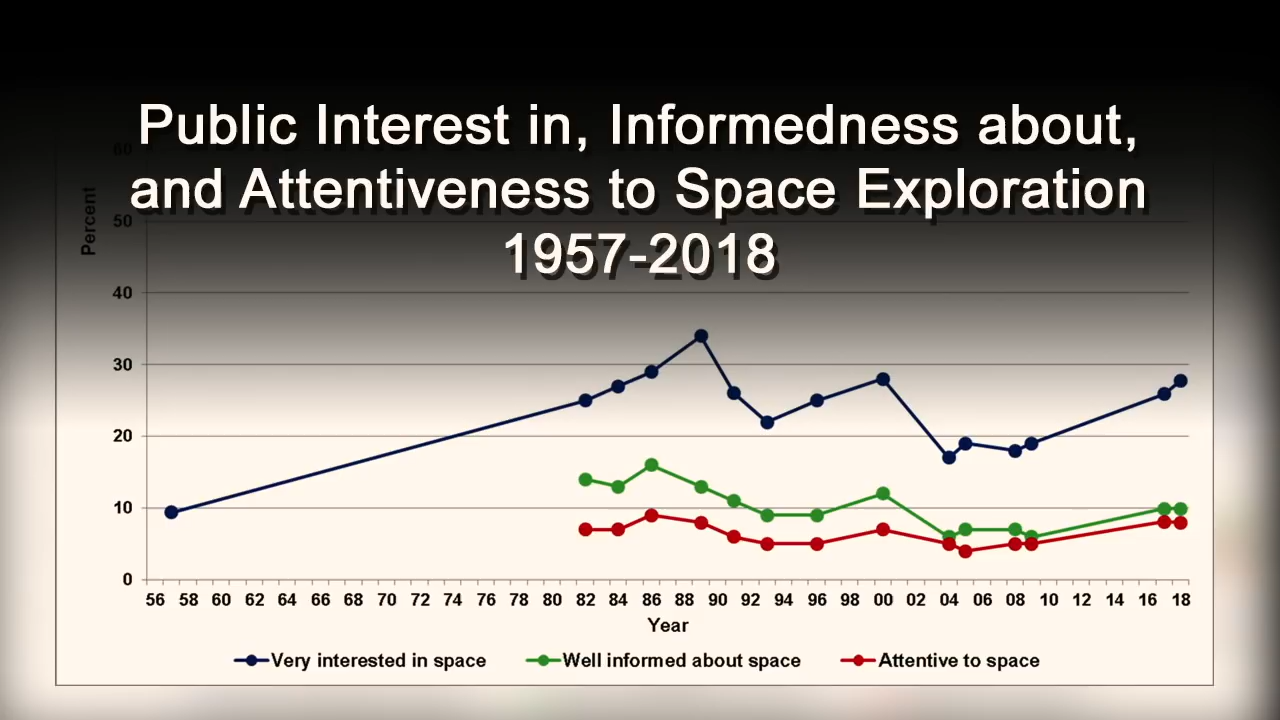 Public Interest in, Informedness about,
and Attentiveness to Space Exploration
1957-2018
Percent
60
50
40
30
20
10
0
56 58 60 62 64 66 68 70 72 74 76 78 80 82 84 86 88 90 92 94 96 98 00 02 04 06 08 10 12 14 16 18
Year
Very interested in space Well informed about space Attentive to space